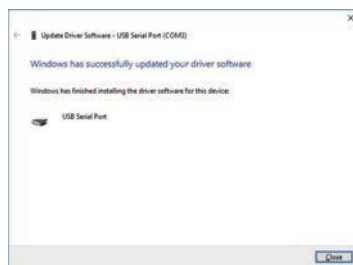 Update Driver Software - USB Serial Port (COM3)
Windows has successfully updated your driver software
Windows has finished installing the driver software for this device:
USB Serial Port
Close